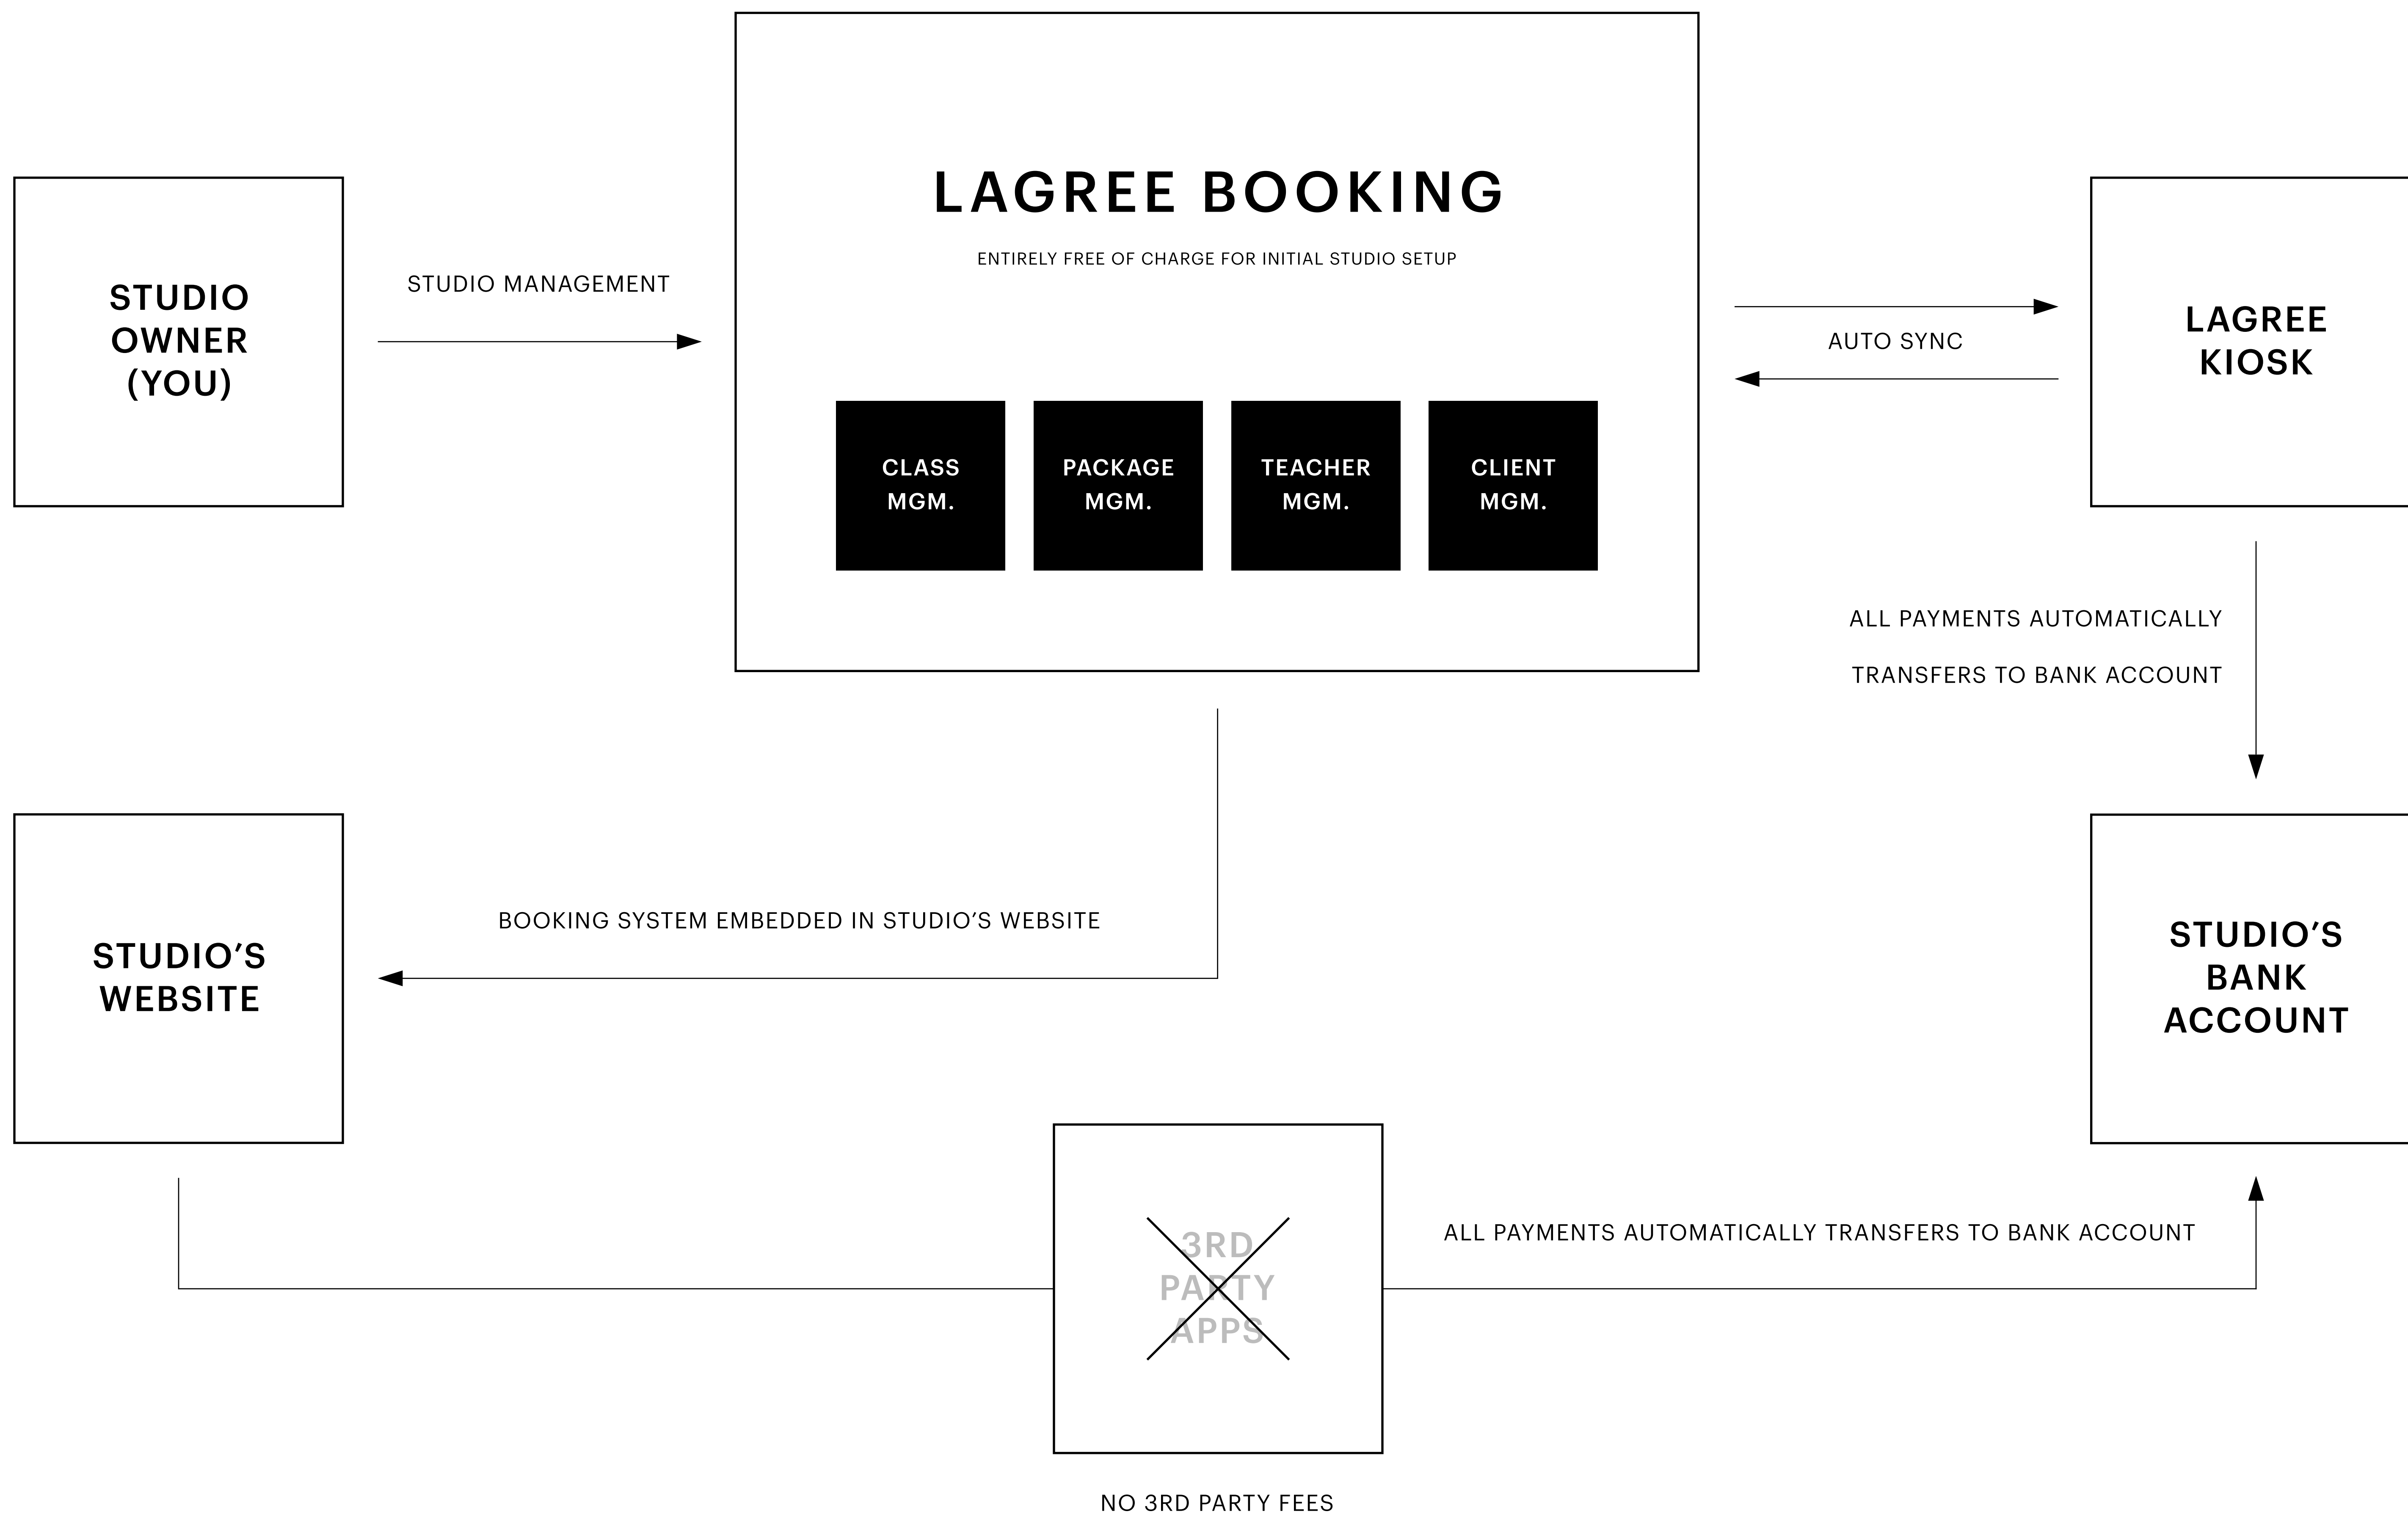 LAGREE BOOKING
ENTIRELY FREE OF CHARGE FOR INITIAL STUDIO SETUP
STUDIO
OWNER
(YOU)
STUDIO MANAGEMENT
CLASS
MGM.
PACKAGE
MGM.
TEACHER
MGM.
CLIENT
MGM.
AUTO SYNC
LAGREE
KIOSK
ALL PAYMENTS AUTOMATICALLY
TRANSFERS TO BANK ACCOUNT
STUDIO’S
WEBSITE
BOOKING SYSTEM EMBEDDED IN STUDIO’S WEBSITE
STUDIO’S
BANK
ACCOUNT
3RD
PARTY
APPS
ALL PAYMENTS AUTOMATICALLY TRANSFERS TO BANK ACCOUNT
NO 3RD PARTY FEES